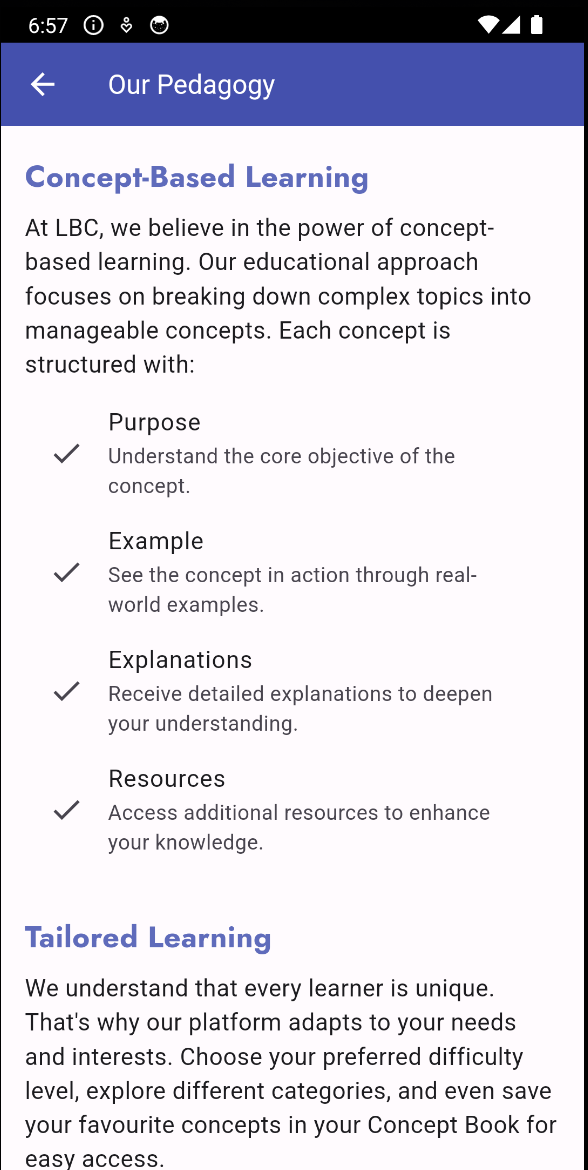 6:57
Our Pedagogy
Concept-Based Learning
At LBC, we believe in the power of concept-
based learning. Our educational approach
focuses on breaking down complex topics into
manageable concepts. Each concept is
structured with:
Purpose
Understand the core objective of the
concept.
Example
See the concept in action through real-
world examples.
Explanations
Receive detailed explanations to deepen
your understanding.
Resources
Access additional resources to enhance
your knowledge.
Tailored Learning
We understand that every learner is unique.
That's why our platform adapts to your needs
and interests. Choose your preferred difficulty
level, explore different categories, and even save
your favourite concepts in your Concept Book for
easy access.